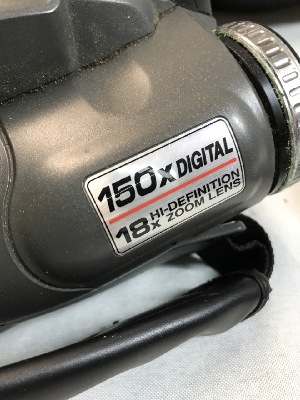 150x DIGITAL
18x HI-DEFINITION
ZOOM LENS